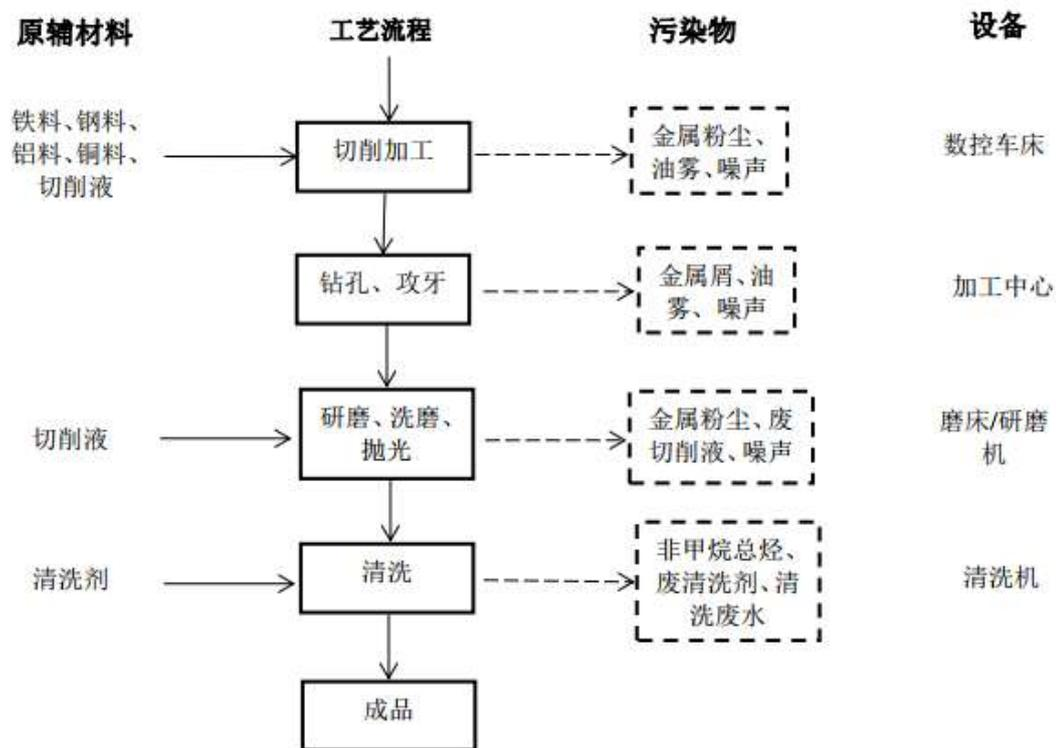 原辅材料
工艺流程
污染物
设备
铁料、钢料、
铝料、铜料、
切削液
切削加工
金属粉尘、
油雾、噪声
数控车床
钻孔、攻牙
金属屑、油
雾、噪声
加工中心
切削液
研磨、洗磨、
抛光
金属粉尘、废
切削液、噪声
磨床/研磨
机
清洗剂
清洗
非甲烷总烃、
废清洗剂、清
洗废水
清洗机
成品